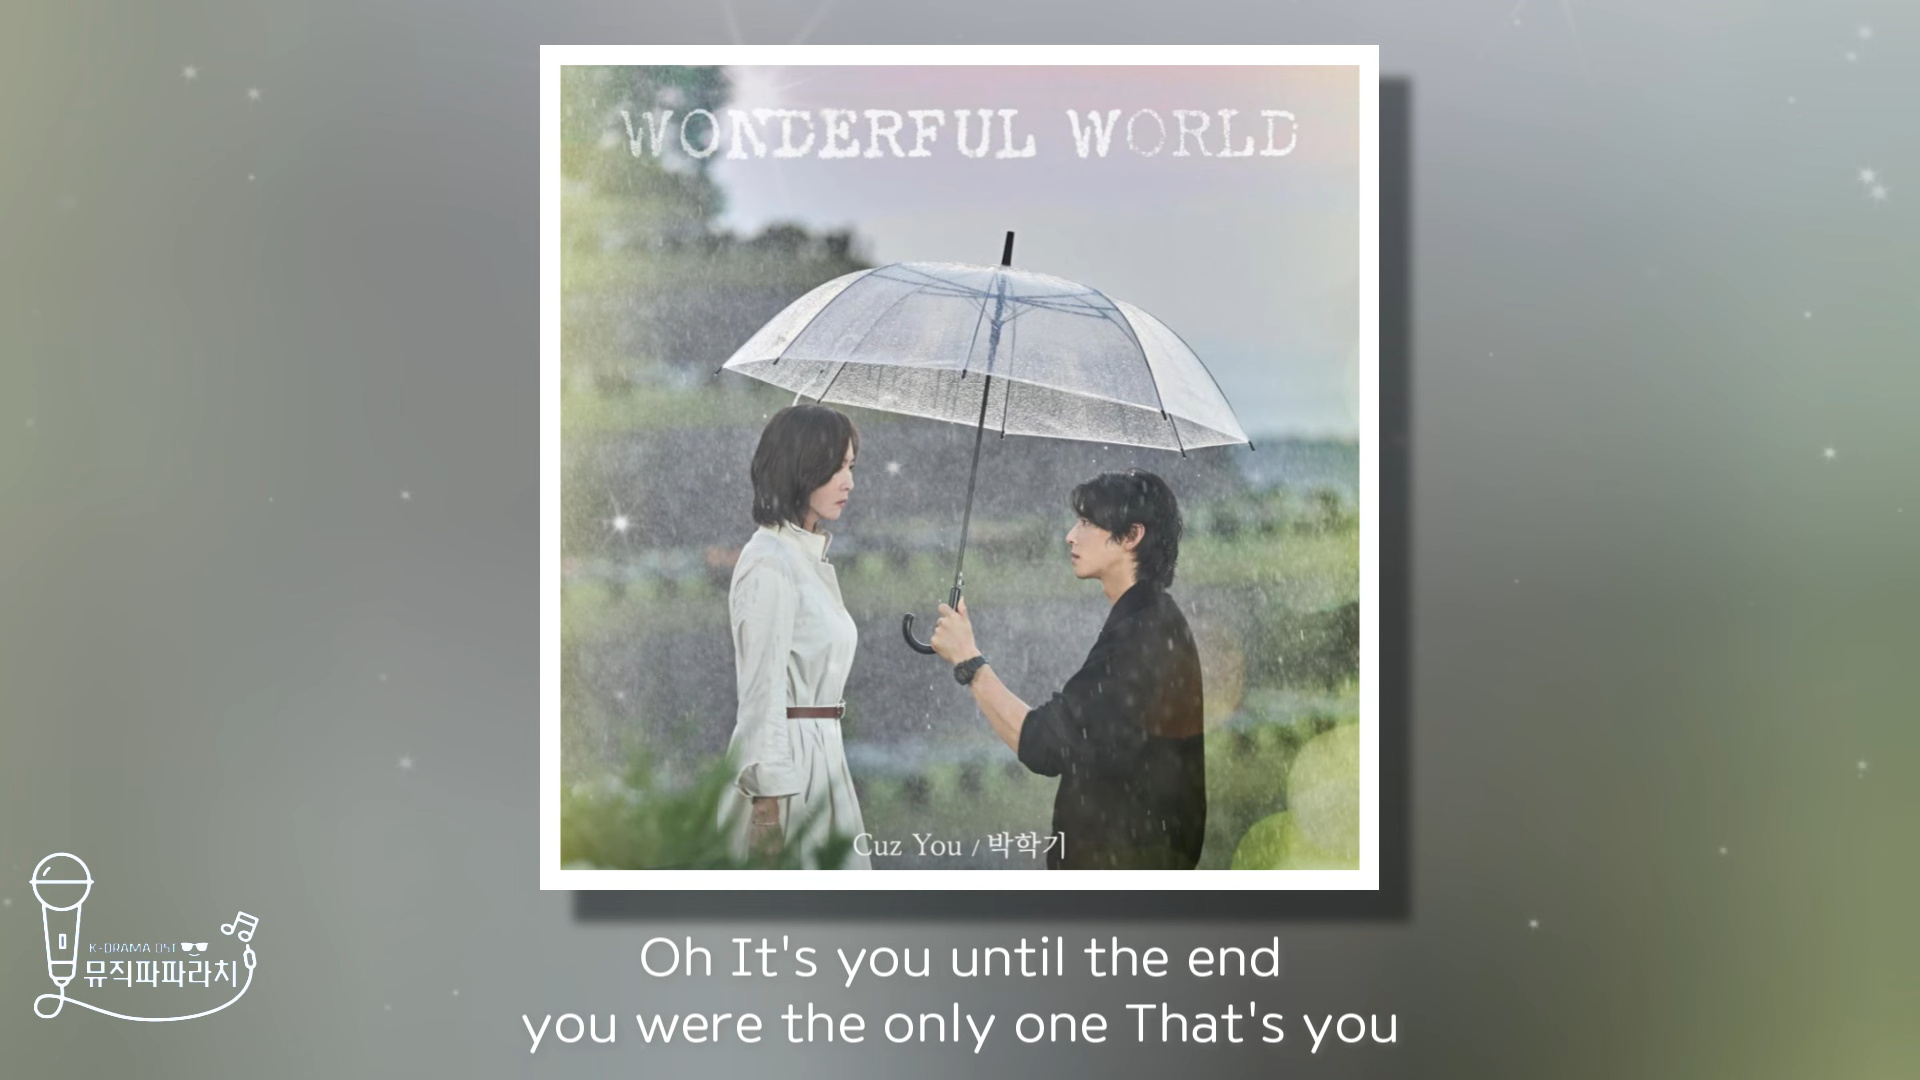 WONDERFUL WORLD
Cuz You / 박학기
K-DRAMA OST
뮤직파파라치
Oh It's you until the end
you were the only one That's you